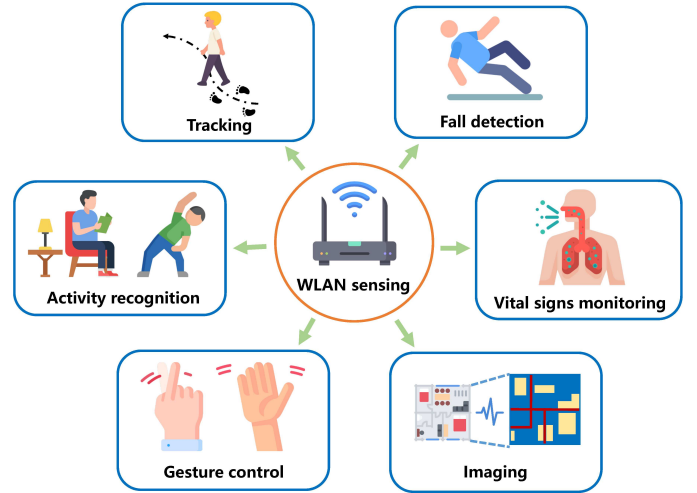 Tracking
Fall detection
Activity recognition
WLAN sensing
Vital signs monitoring
Gesture control
Imaging